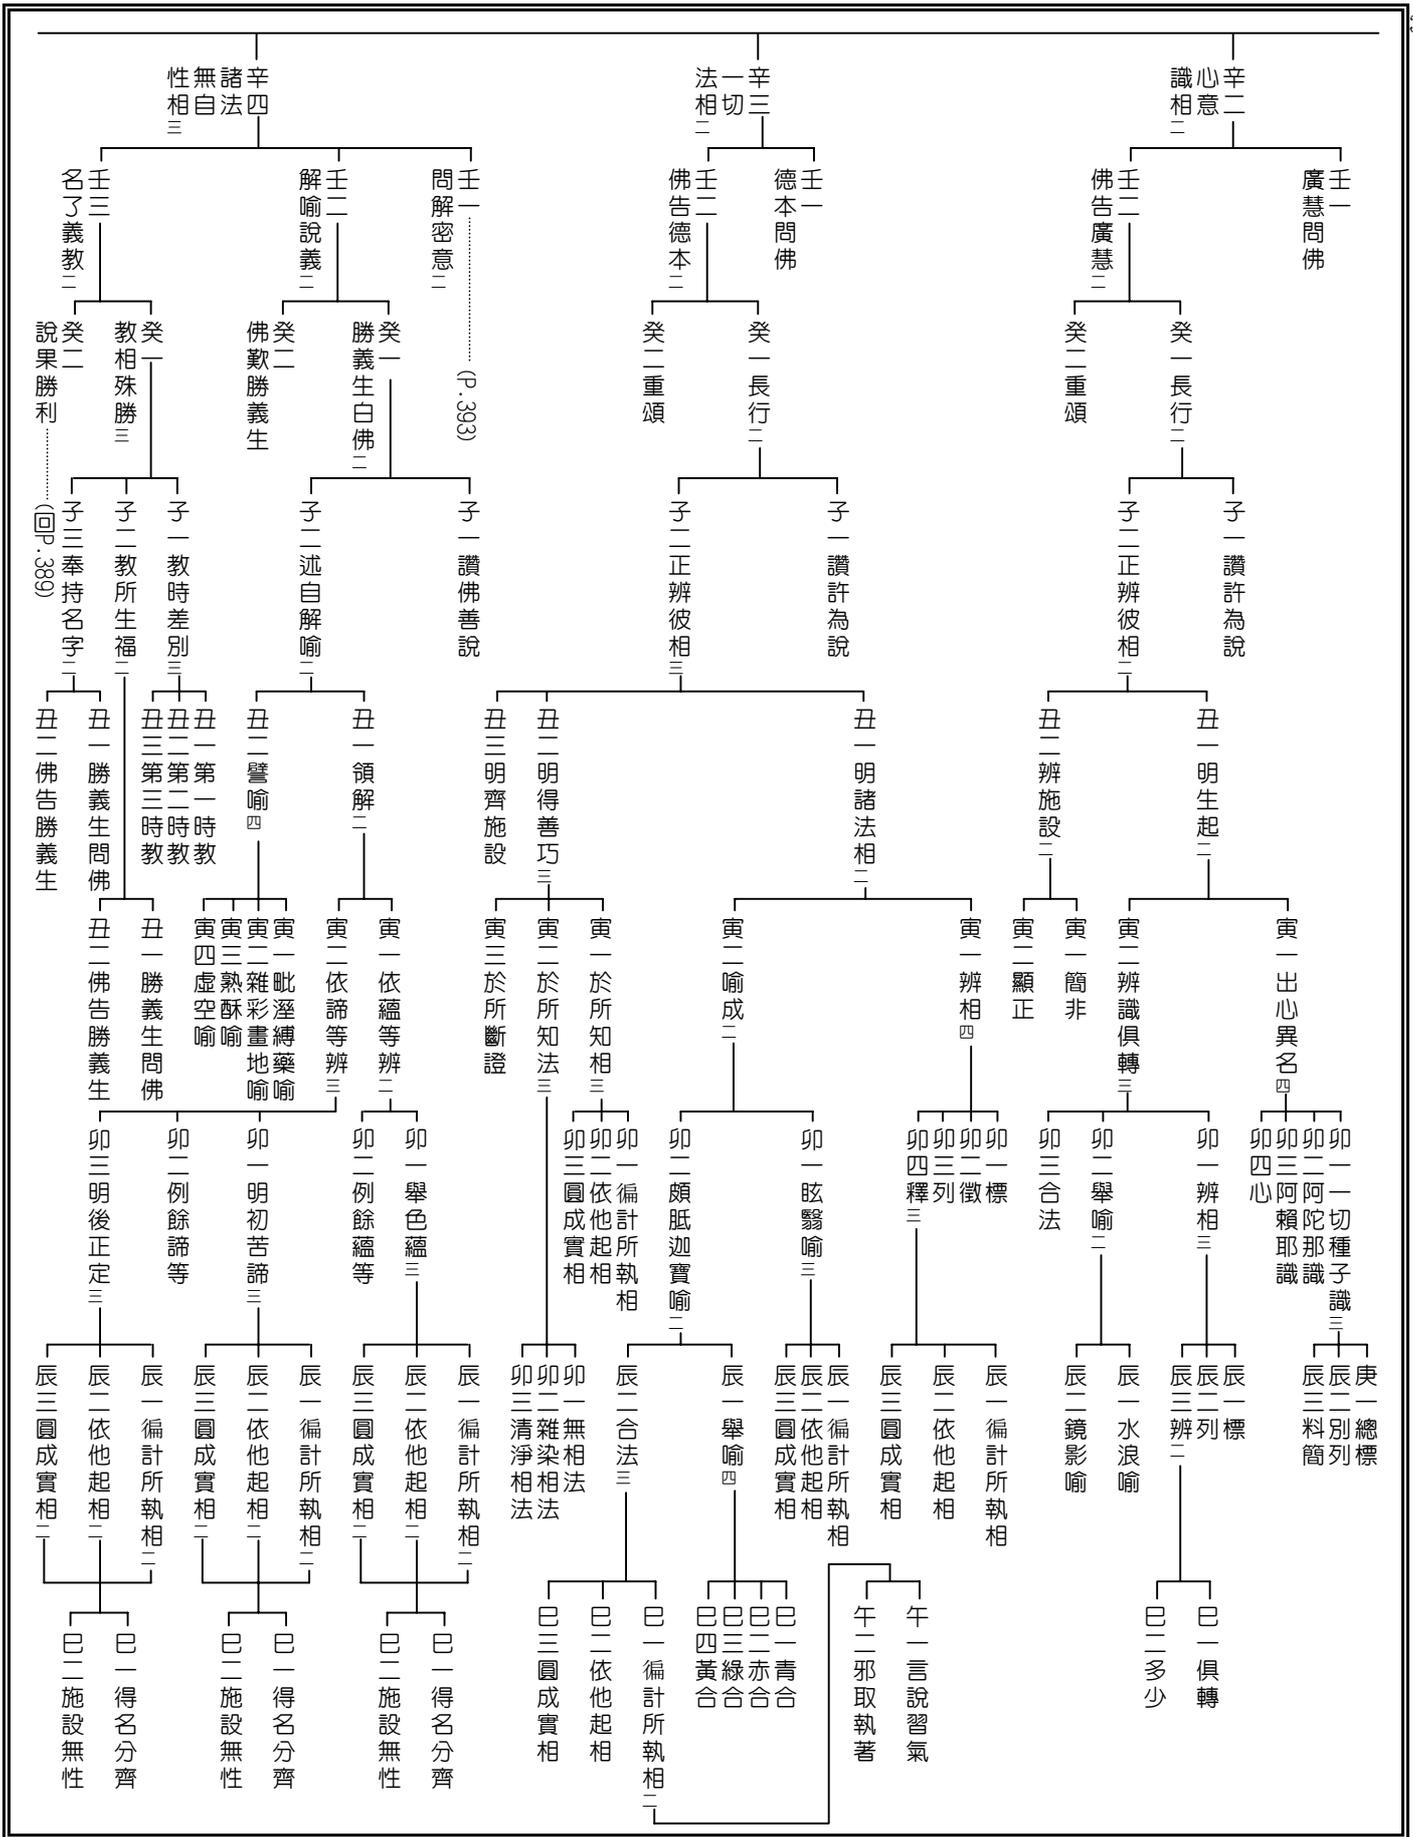 辛二
心意
識相二
壬一
廣慧問佛
壬二
佛告廣慧二
癸一長行二
癸二重頌
子一讚許為說
子二正辨彼相二
丑一明生起二
丑二辨施設二
寅一出心異名四
寅二辨識俱轉三
寅一簡非
寅二顯正
卯一一切種子識三
卯二阿陀那識
卯三阿賴耶識
卯四心
卯一辨相三
卯二舉喻二
卯三合法
庚一總標
辰二別列
辰三料簡
辰一標
辰二列
辰三辨二
辰一水浪喻
辰二鏡影喻
巳一俱轉
巳二多少
辛三
一切
法相二
壬一
德本問佛
壬二
佛告德本二
癸一長行二
癸二重頌
子一讚許為說
子二正辨彼相三
丑一明諸法相二
丑二明得善巧三
丑三明齊施設
寅一辨相四
寅二喻成二
寅一於所知相三
寅二於所知法三
寅三於所斷證
卯一標
卯二徵
卯三列
卯四釋三
卯一眩翳喻三
卯二頗胝迦寶喻二
卯一徧計所執相
卯二依他起相
卯三圓成實相
辰一徧計所執相
辰二依他起相
辰三圓成實相
辰一徧計所執相
辰二依他起相
辰三圓成實相
辰一舉喻四
辰二合法三
卯一無相法
卯二雜染相法
卯三清淨相法
午一言說習氣
午二邪取執著
巳一青合
巳二赤合
巳三綠合
巳四黃合
巳一徧計所執相二
巳二依他起相
巳三圓成實相
辛四
諸法
無自
性相三
壬一
問解密意二
(P.393)
壬二
解喻說義二
壬三
名了義教二
癸一
勝義生白佛二
癸二
佛歎勝義生
癸一
教相殊勝三
癸二
說果勝利
(回P.389)
子一讚佛善說
子二述自解喻二
子一教時差別三
子二教所生福二
子三奉持名字二
丑一領解二
丑二譬喻四
丑一第一時教
丑二第二時教
丑三第三時教
丑一勝義生問佛
丑二佛告勝義生
寅一依蘊等辨二
寅二依諦等辨三
寅一毗溼縛藥喻
寅二雜彩畫地喻
寅三熟酥喻
寅四虛空喻
丑一勝義生問佛
丑二佛告勝義生
卯一舉色蘊三
卯二例餘蘊等
卯一明初苦諦三
卯二例餘諦等
卯三明後正定三
辰一徧計所執相二
辰二依他起相二
辰三圓成實相二
辰一徧計所執相二
辰二依他起相二
辰三圓成實相二
辰一徧計所執相二
辰二依他起相二
辰三圓成實相二
巳一得名分齊
巳二施設無性
巳一得名分齊
巳二施設無性
巳一得名分齊
巳二施設無性